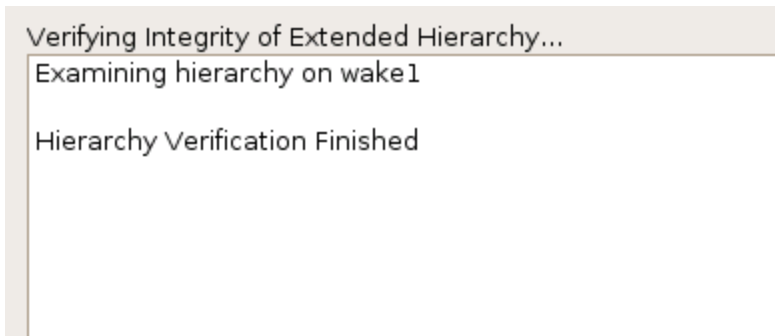 Verifying Integrity of Extended Hierarchy...
Examining hierarchy on wake1
Hierarchy Verification Finished